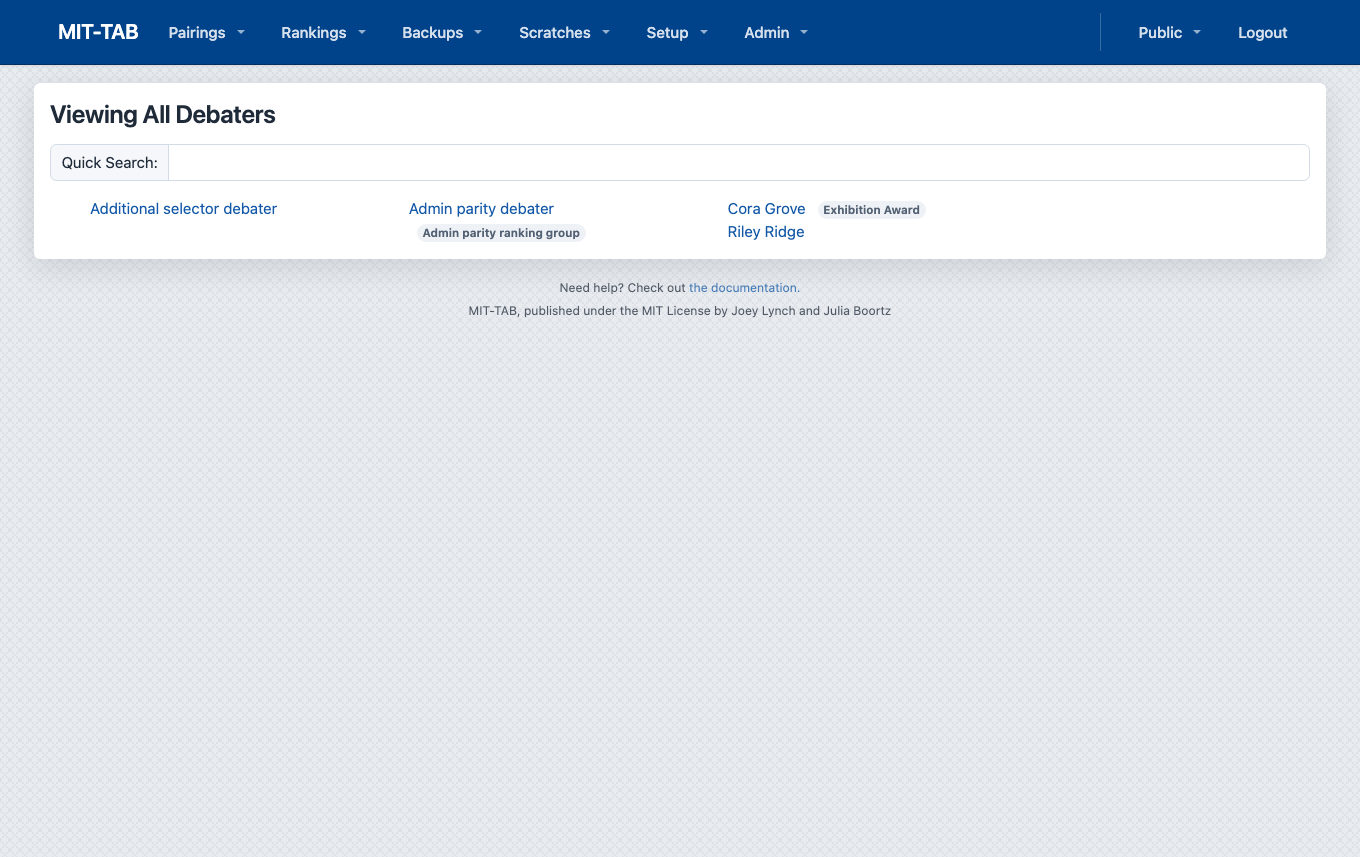 MIT-TAB Pairings Rankings Backups Scratches Setup Admin Public Logout
Viewing All Debaters
Quick Search:
Additional selector debater
Admin parity debater
Admin parity ranking group
Cora Grove Exhibition Award
Riley Ridge
Need help? Check out the documentation.
MIT-TAB, published under the MIT License by Joey Lynch and Julia Boortz